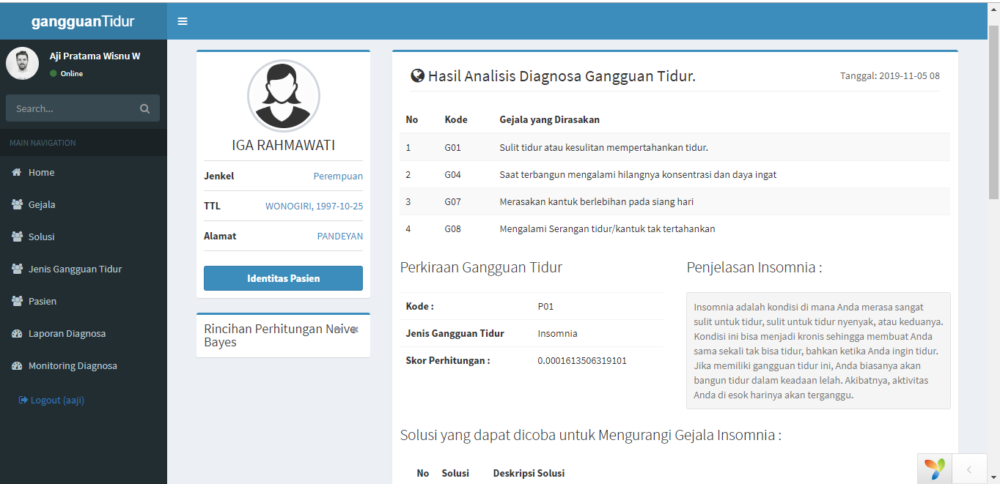 gangguanTidur
Aji Pratama Wisnu W
Online
Search...
MAIN NAVIGATION
Home
Gejala
Solusi
Jenis Gangguan Tidur
Pasien
Laporan Diagnosa
Monitoring Diagnosa
Logout (aaji)
IGA RAHMAWATI
Jenkel Perempuan
TTL WONOGIRI, 1997-10-25
Alamat PANDEYAN
Identitas Pasien
Rincihan Perhitungan Naive
Bayes
Hasil Analisis Diagnosa Gangguan Tidur.
Tanggal: 2019-11-05 08
No Kode Gejala yang Dirasakan
1 G01 Sulit tidur atau kesulitan mempertahankan tidur.
2 G04 Saat terbangun mengalami hilangnya konsentrasi dan daya ingat
3 G07 Merasakan kantuk berlebihan pada siang hari
4 G08 Mengalami Serangan tidur/kantuk tak tertahankan
Perkiraan Gangguan Tidur
Kode : P01
Jenis Gangguan Tidur Insomnia
Skor Perhitungan : 0.0001613506319101
Penjelasan Insomnia :
Insomnia adalah kondisi di mana Anda merasa sangat
sulit untuk tidur, sulit untuk tidur nyenyak, atau keduanya.
Kondisi ini bisa menjadi kronis sehingga membuat Anda
sama sekali tak bisa tidur, bahkan ketika Anda ingin tidur.
Jika memiliki gangguan tidur ini, Anda biasanya akan
bangun tidur dalam keadaan lelah. Akibatnya, aktivitas
Anda di esok harinya akan terganggu.
Solusi yang dapat dicoba untuk Mengurangi Gejala Insomnia :
No Solusi Deskripsi Solusi